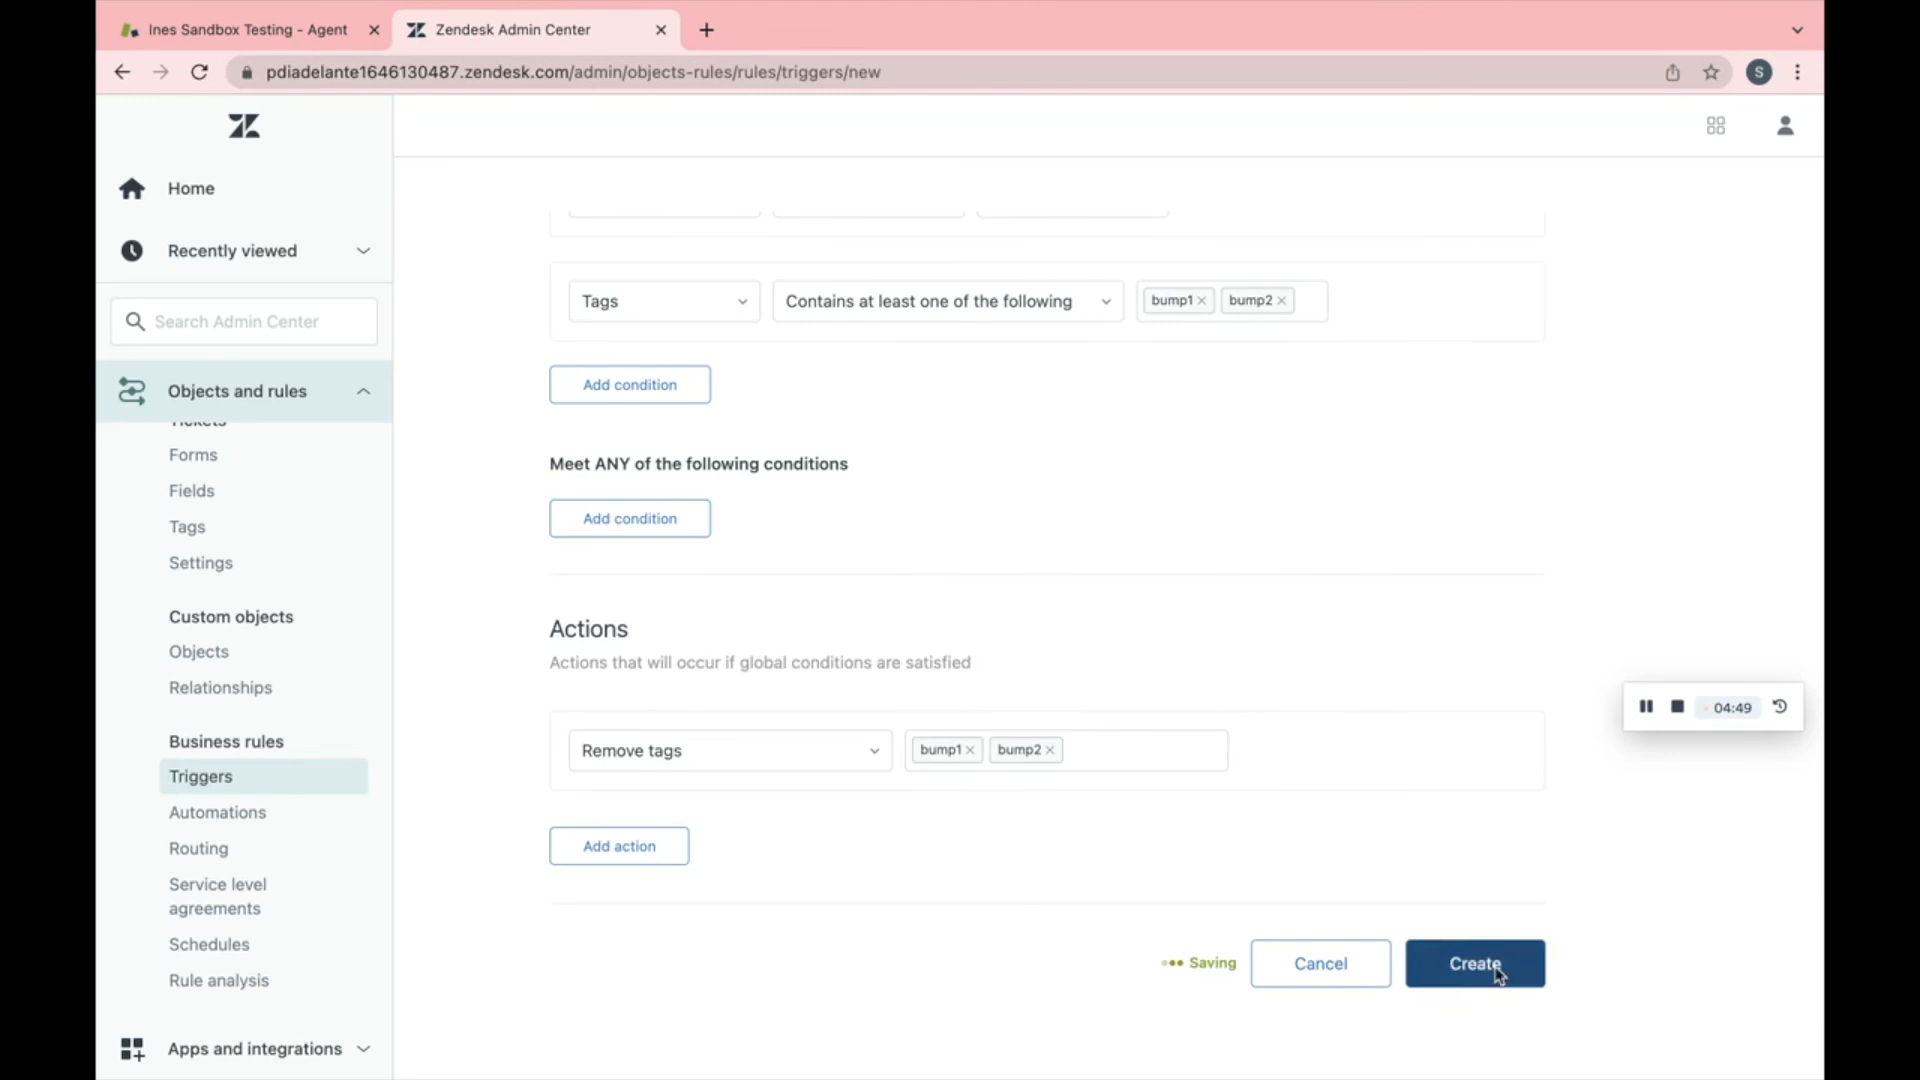 Ines Sandbox Testing - Agent
Zendesk Admin Center
pdiadelante1646130487.zendesk.com/admin/objects-rules/rules/triggers/new
S
Home
Recently viewed
Search Admin Center
Objects and rules
Tickets
Forms
Fields
Tags
Settings
Custom objects
Objects
Relationships
Business rules
Triggers
Automations
Routing
Service level
agreements
Schedules
Rule analysis
Apps and integrations
Tags Contains at least one of the following bump1 bump2
Add condition
Meet ANY of the following conditions
Add condition
Actions
Actions that will occur if global conditions are satisfied
Remove tags bump1 bump2
Add action
Saving Cancel Create
04:49